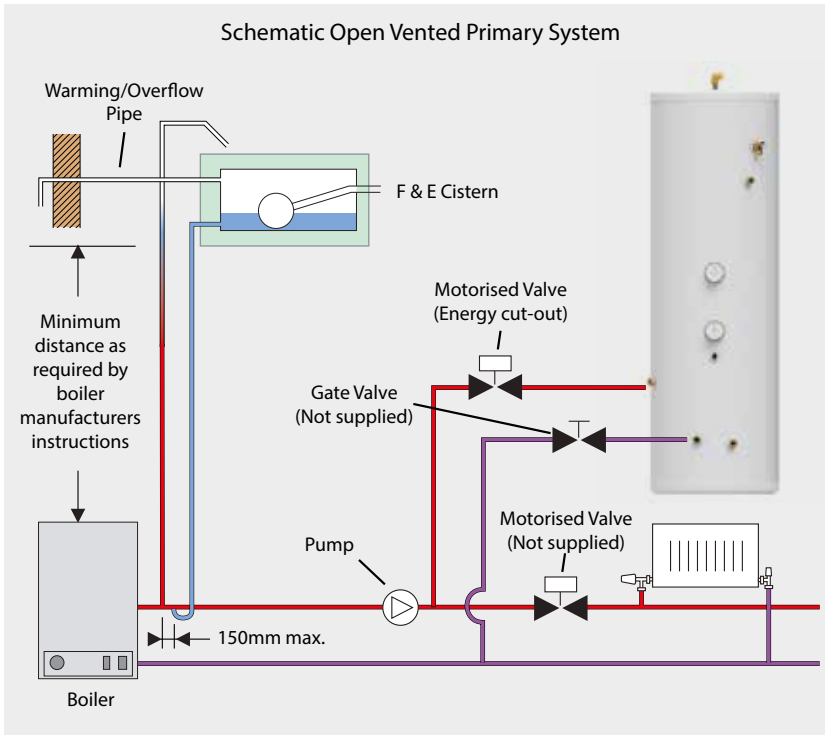 Schematic Open Vented Primary System
Warming/Overflow
Pipe
F & E Cistern
Minimum
distance as
required by
boiler
manufacturers
instructions
Motorised Valve
(Energy cut-out)
Gate Valve
(Not supplied)
Motorised Valve
(Not supplied)
Pump
150mm max.
Boiler